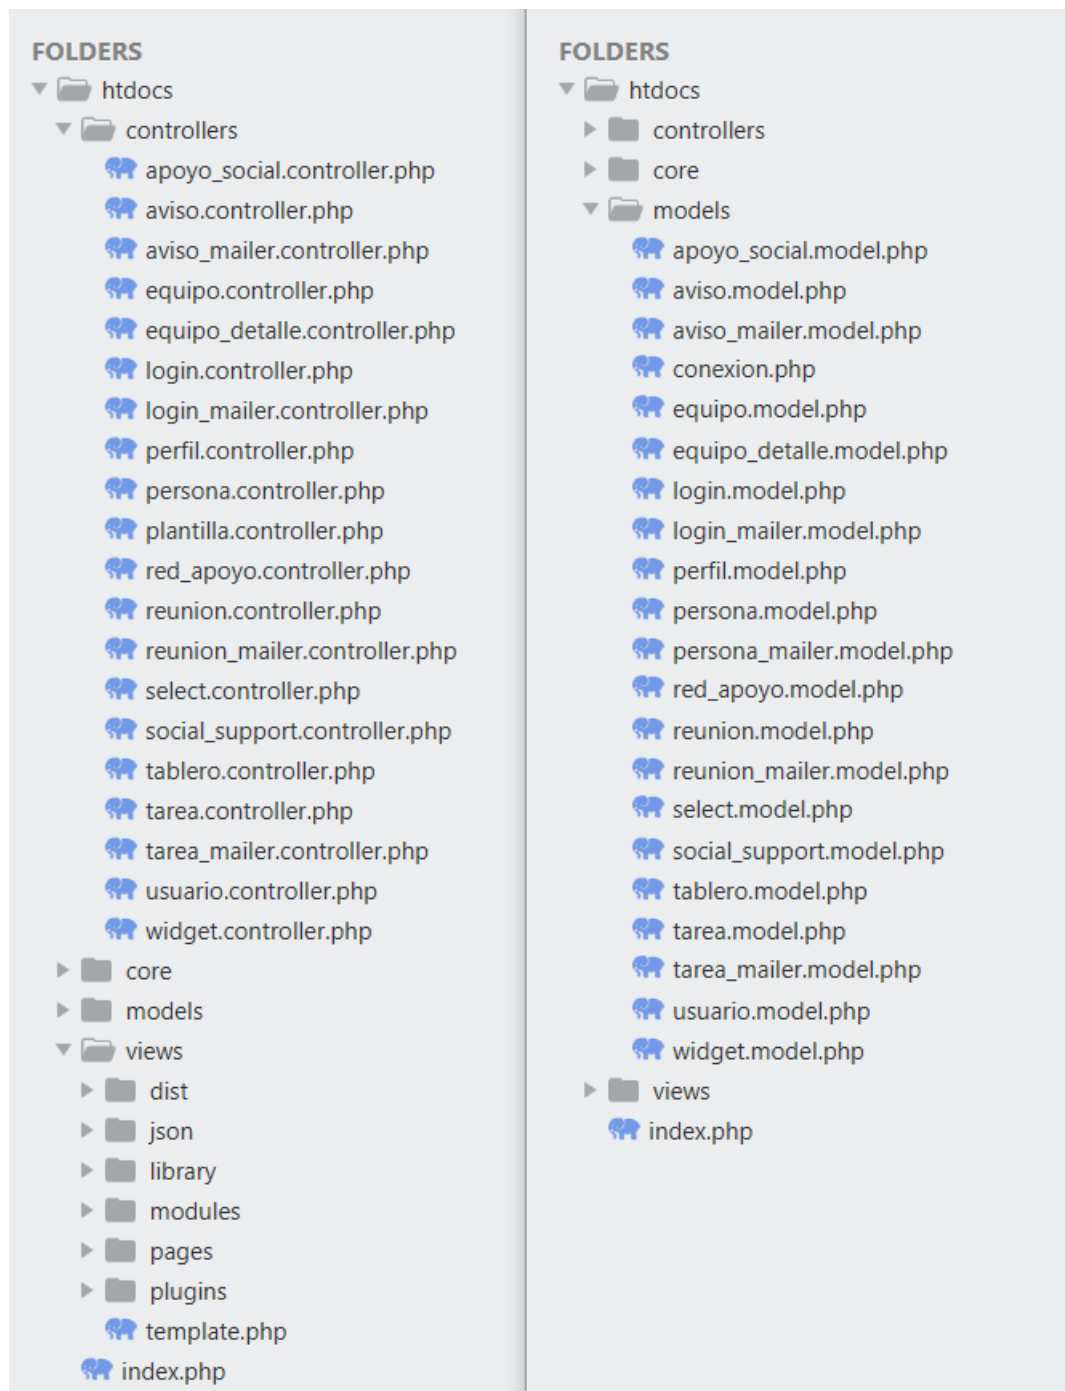 FOLDERS
htdocs
controllers
apoyo_social.controller.php
aviso.controller.php
aviso_mailer.controller.php
equipo.controller.php
equipo_detalle.controller.php
login.controller.php
login_mailer.controller.php
perfil.controller.php
persona.controller.php
plantilla.controller.php
red_apoyo.controller.php
reunion.controller.php
reunion_mailer.controller.php
select.controller.php
social_support.controller.php
tablero.controller.php
tarea.controller.php
tarea_mailer.controller.php
usuario.controller.php
widget.controller.php
core
models
views
dist
json
library
modules
pages
plugins
template.php
index.php
FOLDERS
htdocs
controllers
core
models
apoyo_social.model.php
aviso.model.php
aviso_mailer.model.php
conexion.php
equipo.model.php
equipo_detalle.model.php
login.model.php
login_mailer.model.php
perfil.model.php
persona.model.php
persona_mailer.model.php
red_apoyo.model.php
reunion.model.php
reunion_mailer.model.php
select.model.php
social_support.model.php
tablero.model.php
tarea.model.php
tarea_mailer.model.php
usuario.model.php
widget.model.php
views
index.php